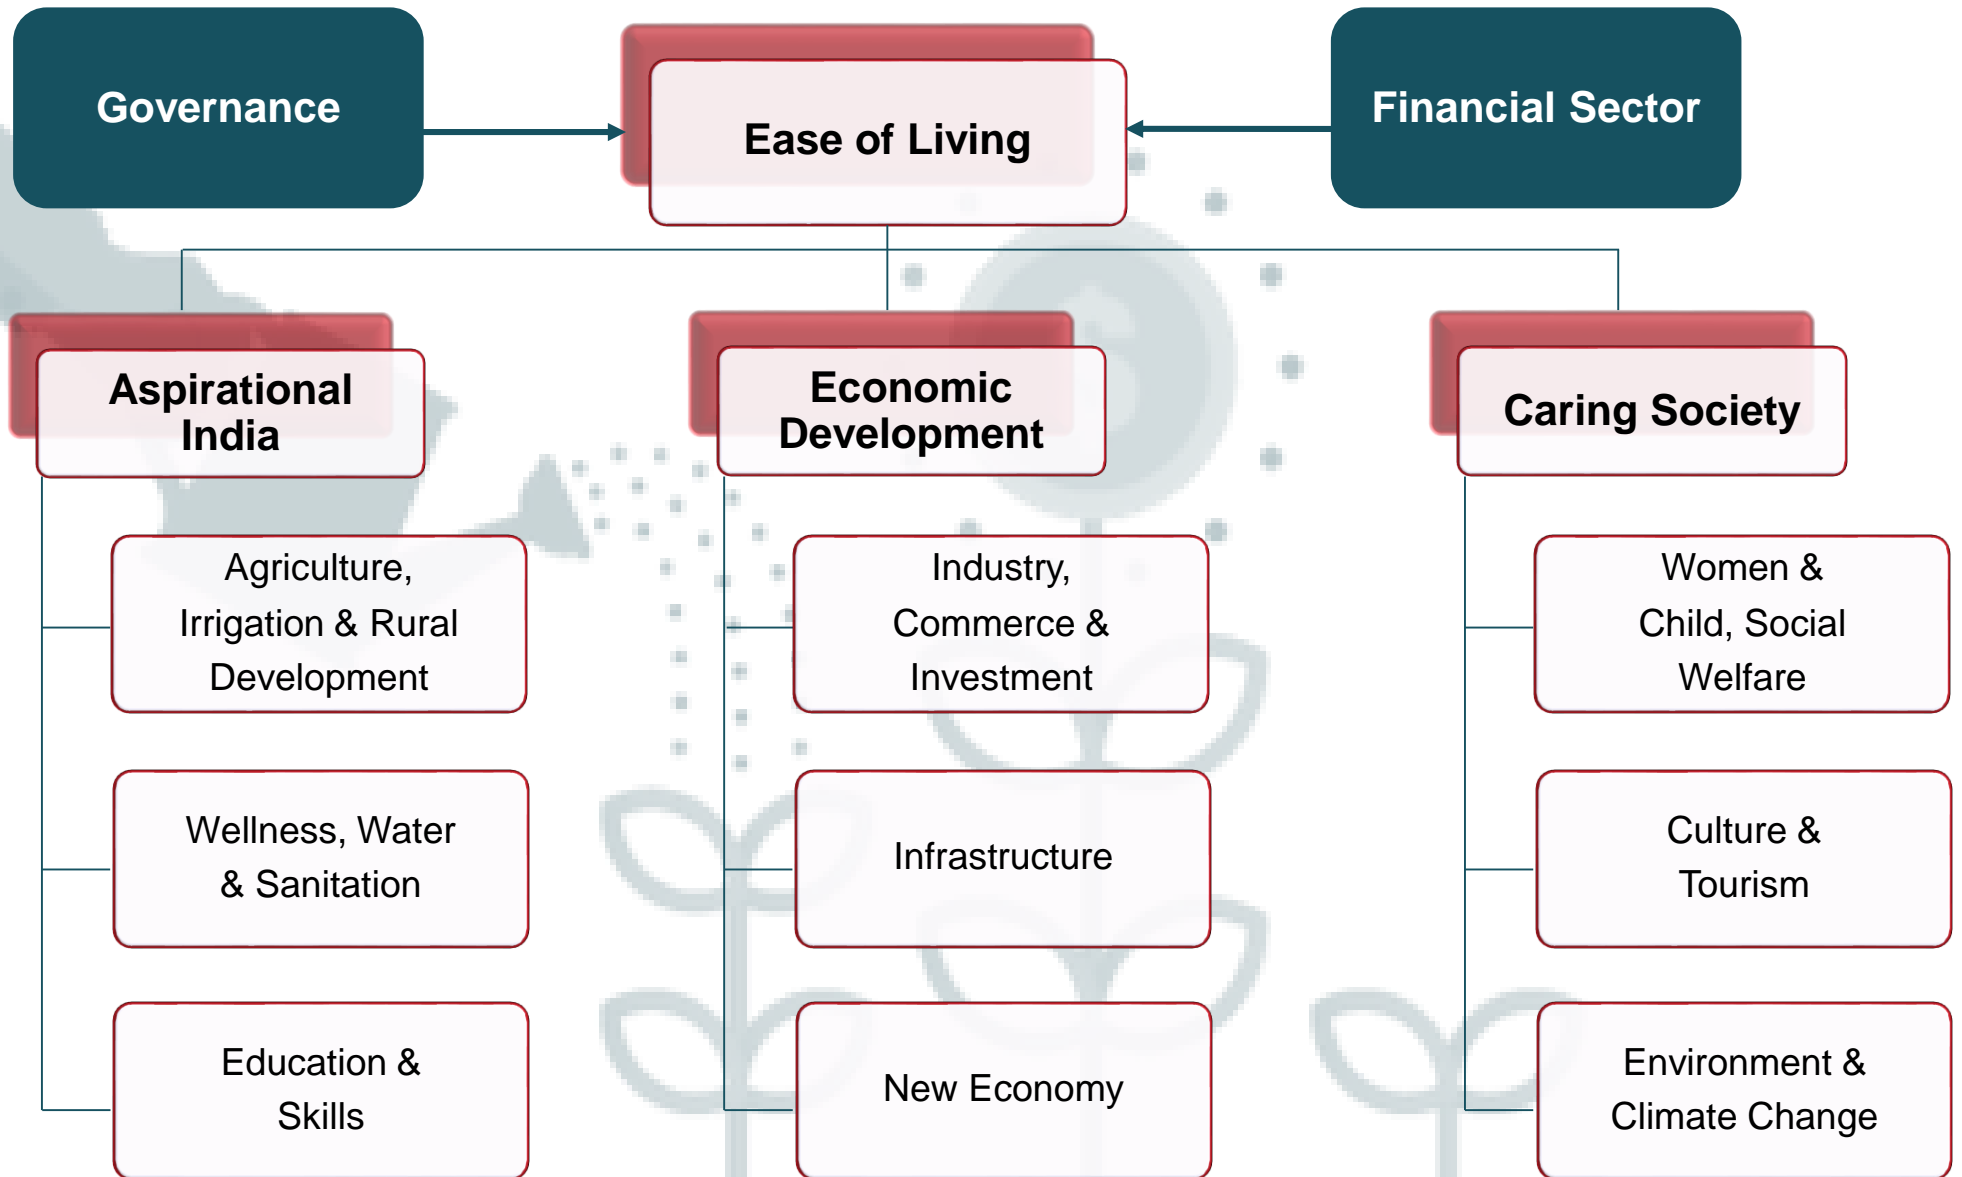 Governance
Ease of Living
Financial Sector
Aspirational
India
Economic
Development
Caring Society
Agriculture,
Irrigation & Rural
Development
Industry,
Commerce &
Investment
Women &
Child, Social
Welfare
Wellness, Water
& Sanitation
Infrastructure
Culture &
Tourism
Education &
Skills
New Economy
Environment &
Climate Change